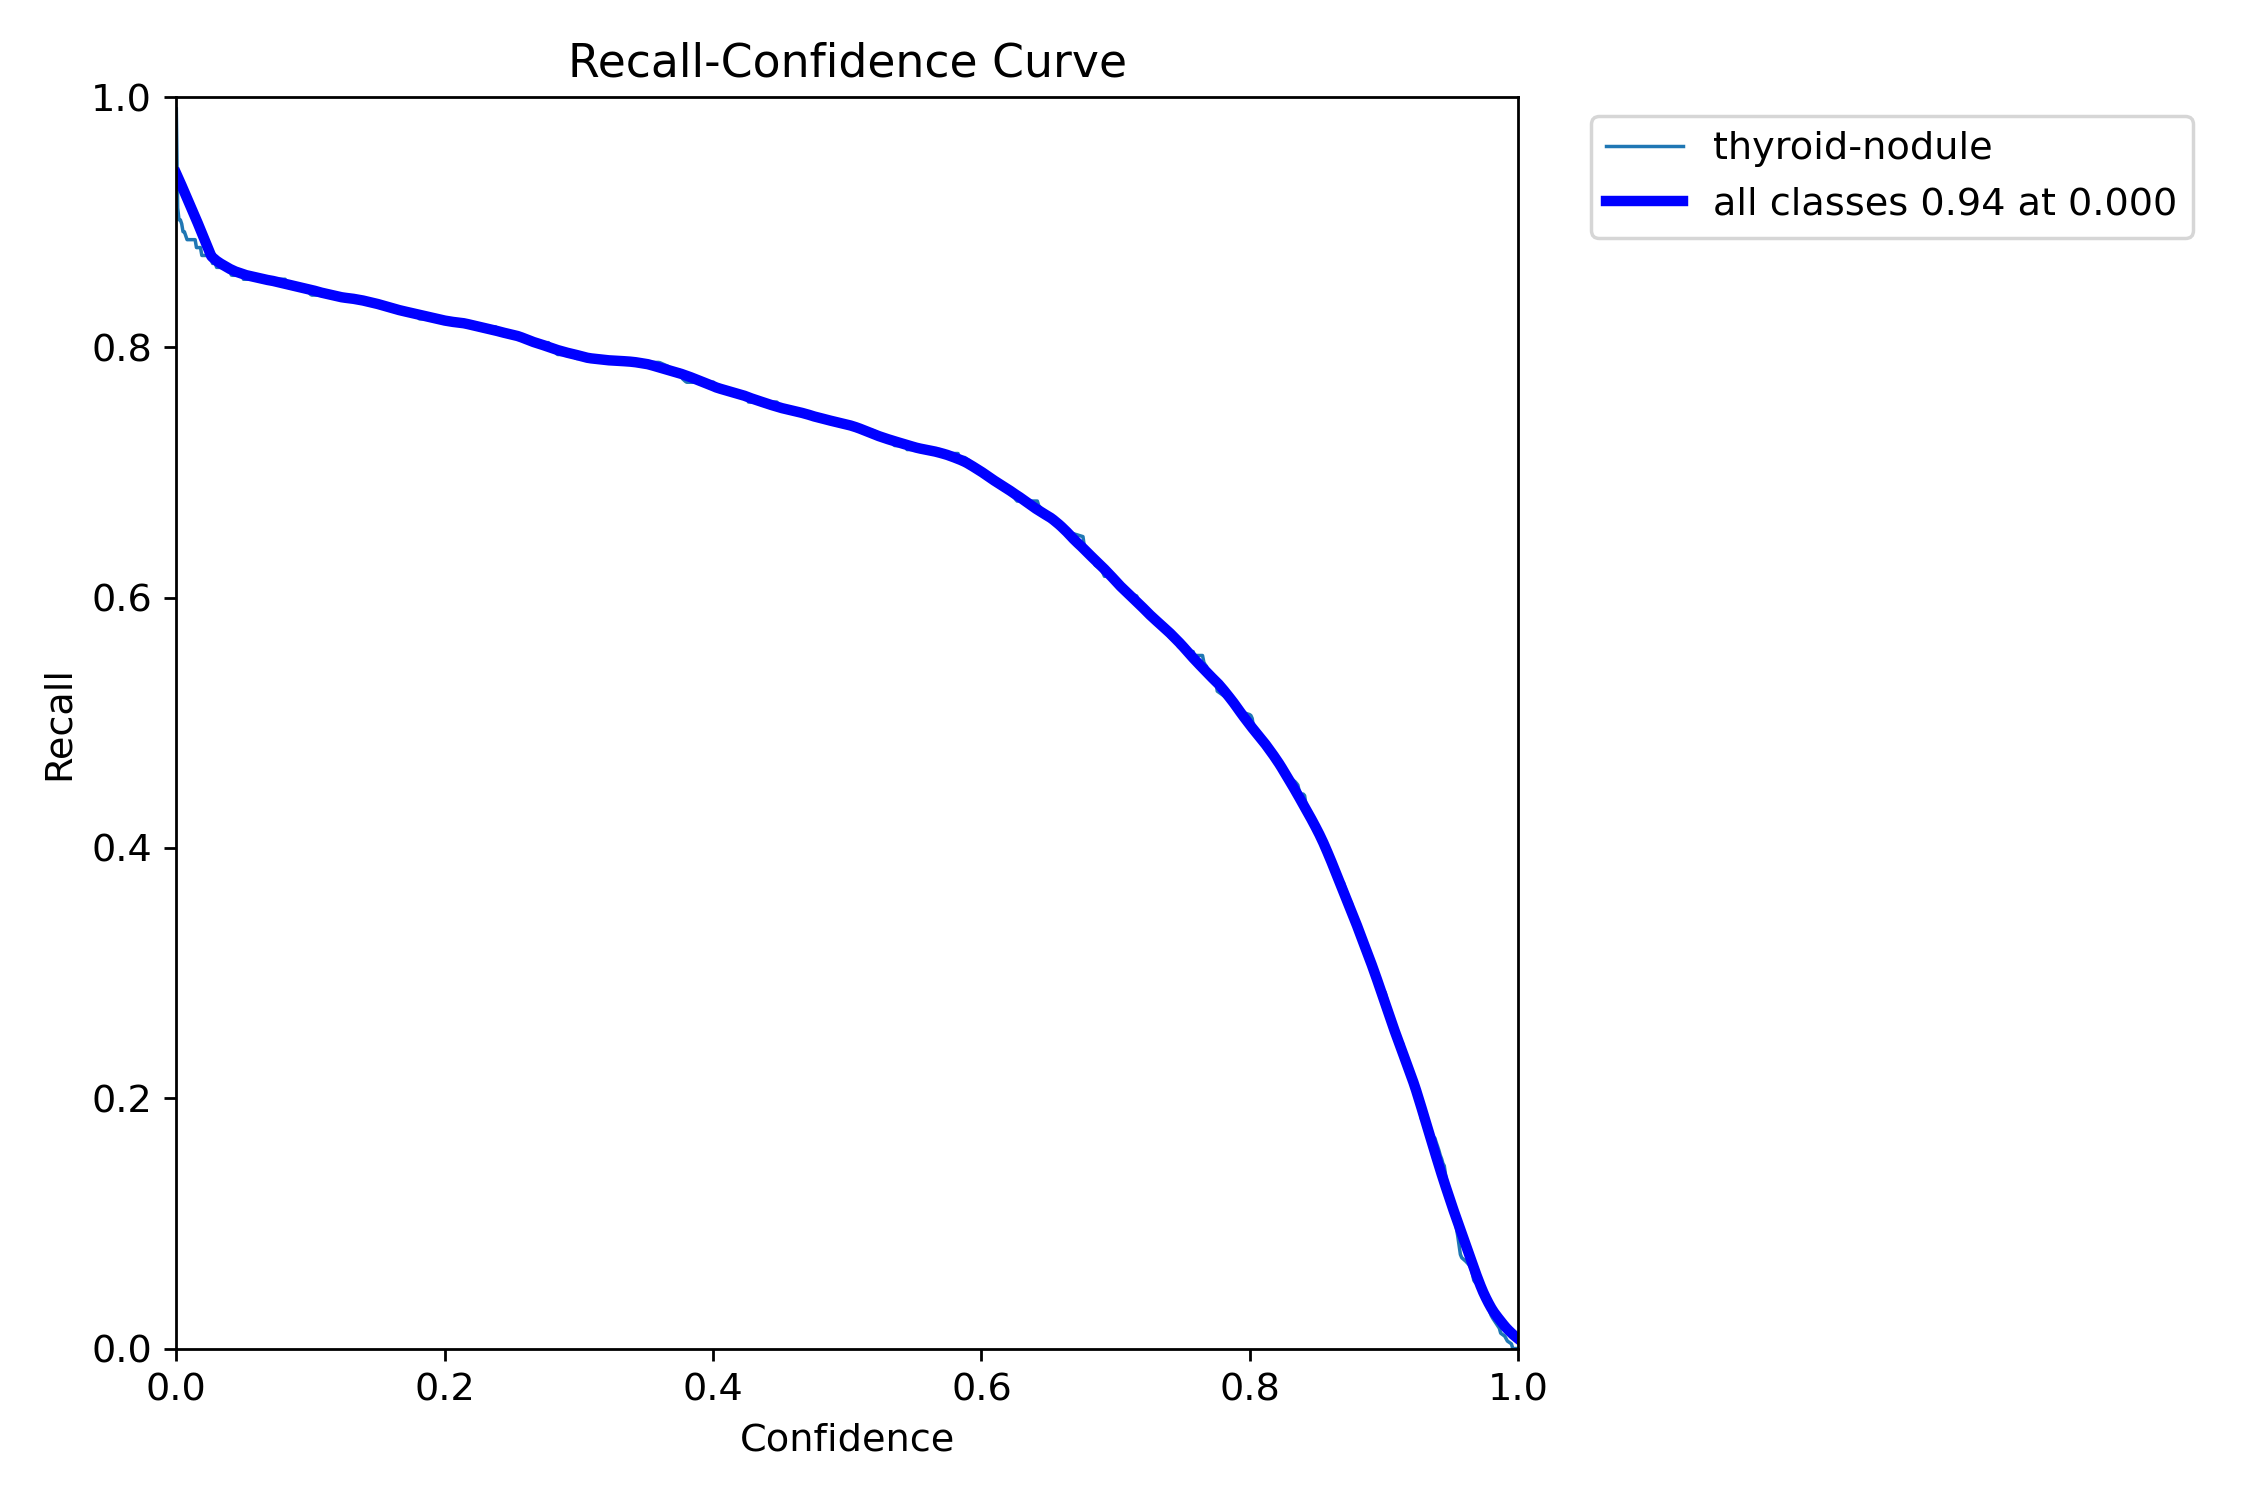 Recall-Confidence Curve
thyroid-nodule
all classes 0.94 at 0.000
1.0
0.8
0.6
0.4
0.2
0.0
Recall
0.0 0.2 0.4 0.6 0.8 1.0
Confidence